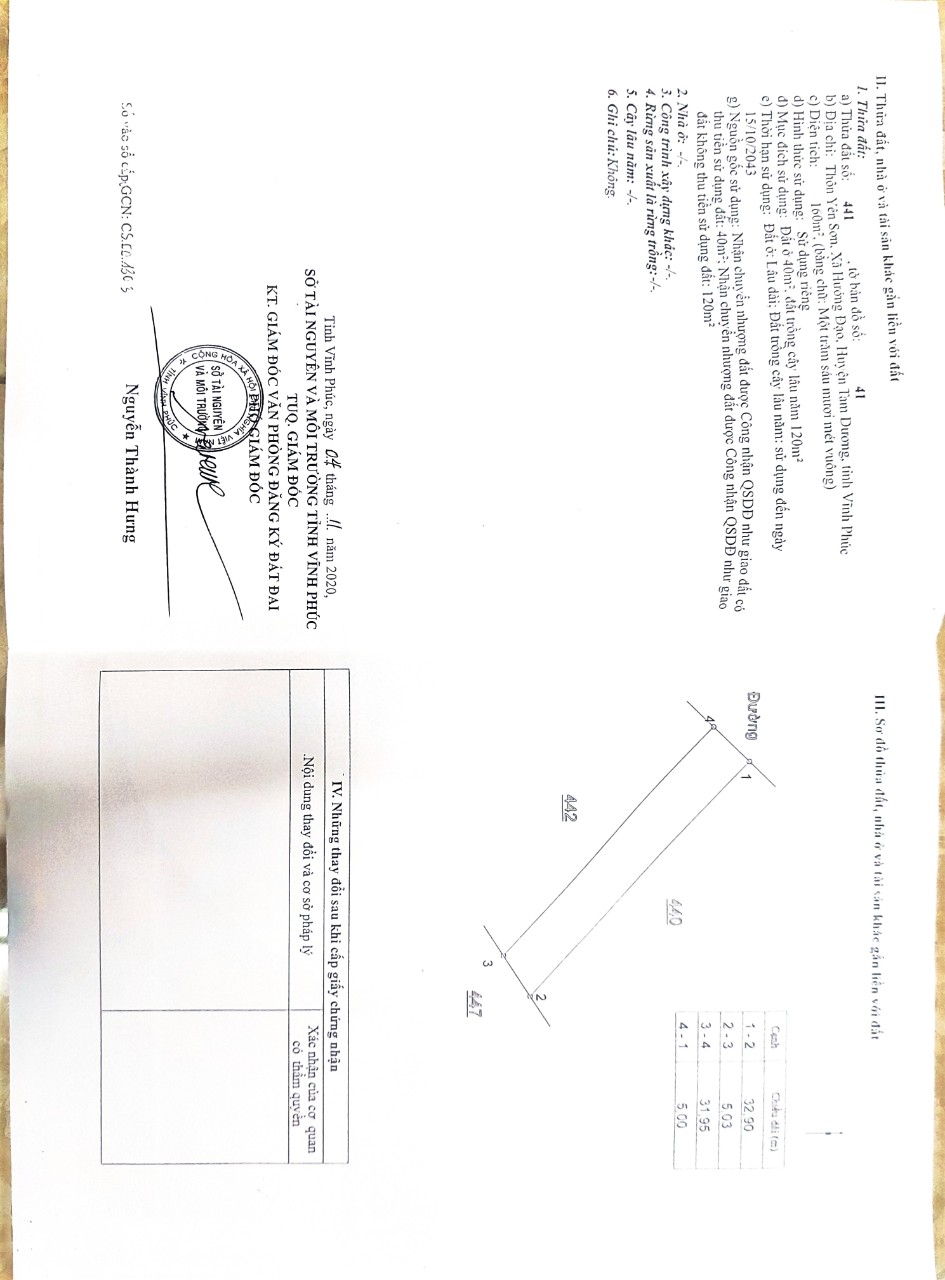 II. Thửa đất, nhà ở và tài sản khác gắn liền với đất
1. Thửa đất:
a) Thửa đất số: 441 , tờ bản đồ số: 41
b) Địa chỉ: Thôn Yên Sơn, Xã Hướng Đạo, Huyện Tam Dương, tỉnh Vĩnh Phúc
c) Diện tích: 160m², (bằng chữ: Một trăm sáu mươi mét vuông)
d) Hình thức sử dụng: Sử dụng riêng
đ) Mục đích sử dụng: Đất ở 40m², đất trồng cây lâu năm 120m²
e) Thời hạn sử dụng: Đất ở: Lâu dài; Đất trồng cây lâu năm: sử dụng đến ngày
15/10/2043
g) Nguồn gốc sử dụng: Nhận chuyển nhượng đất được Công nhận QSDĐ như giao đất có
thu tiền sử dụng đất: 40m²; Nhận chuyển nhượng đất được Công nhận QSDĐ như giao
đất không thu tiền sử dụng đất: 120m²
2. Nhà ở: -/-.
3. Công trình xây dựng khác: -/-.
4. Rừng sản xuất là rừng trồng: -/-.
5. Cây lâu năm: -/-.
6. Ghi chú: Không.
Tỉnh Vĩnh Phúc, ngày 04 tháng .11. năm 2020,
SỞ TÀI NGUYÊN VÀ MÔI TRƯỜNG TỈNH VĨNH PHÚC
TUQ. GIÁM ĐỐC
KT. GIÁM ĐỐC VĂN PHÒNG ĐĂNG KÝ ĐẤT ĐAI
PHÓ GIÁM ĐỐC
CỘNG HÒA XÃ HỘI CHỦ NGHĨA VIỆT NAM
SỞ TÀI NGUYÊN
VÀ MÔI TRƯỜNG
TỈNH VĨNH PHÚC
Nguyễn Thành Hưng
Số vào sổ cấp GCN: CS.
III. Sơ đồ thửa đất, nhà ở và tài sản khác gắn liền với đất
Cạnh Chiều dài (m)
1 - 2 32,90
2 - 3 5,03
3 - 4 31,95
4 - 1 5,00
Đường
1
4
440
442
2
3
447
IV. Những thay đổi sau khi cấp giấy chứng nhận
.Nội dung thay đổi và cơ sở pháp lý
Xác nhận của cơ quan
có thẩm quyền